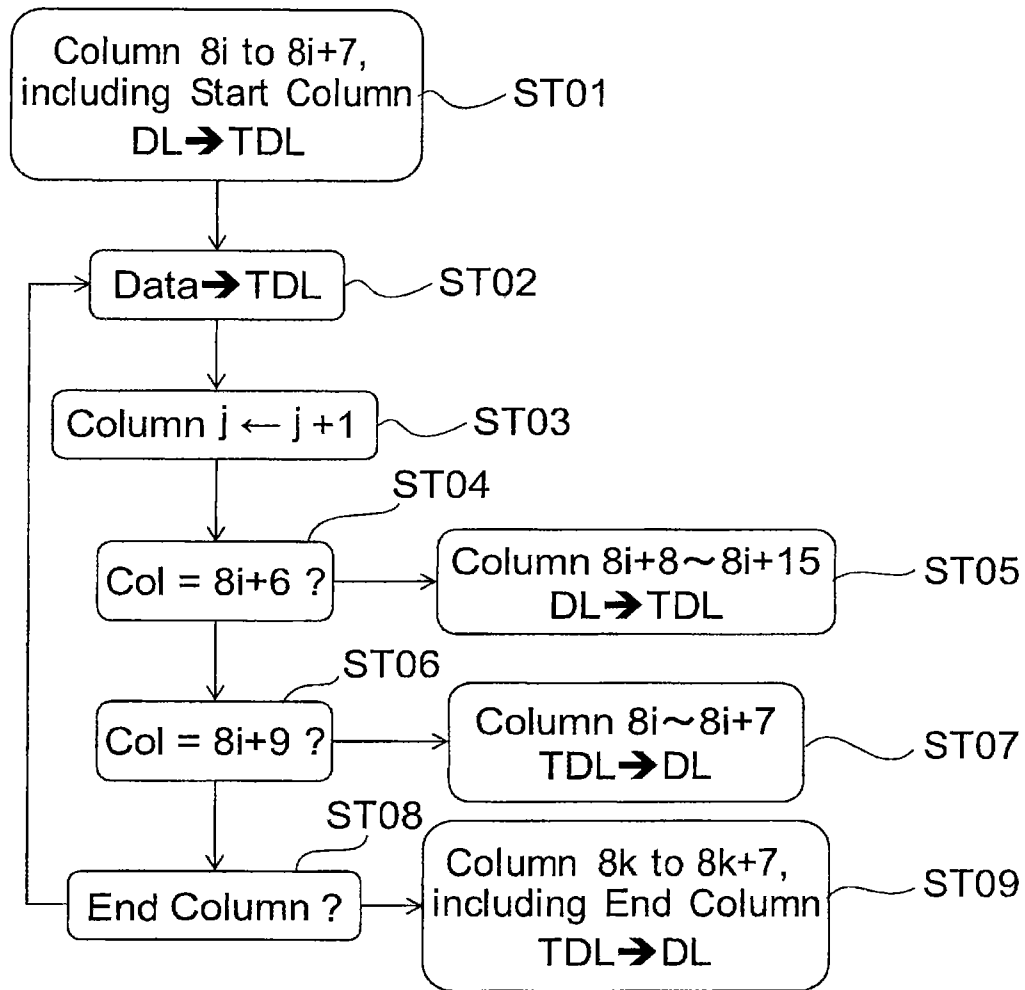 Column 8i to 8i+7,
including Start Column
DL➔TDL
ST01
Data➔TDL
ST02
Column j ← j+1
ST03
ST04
Col = 8i+6 ?
Column 8i+8～8i+15
DL➔TDL
ST05
ST06
Col = 8i+9 ?
Column 8i～8i+7
TDL➔DL
ST07
ST08
End Column ?
Column 8k to 8k+7,
including End Column
TDL➔DL
ST09